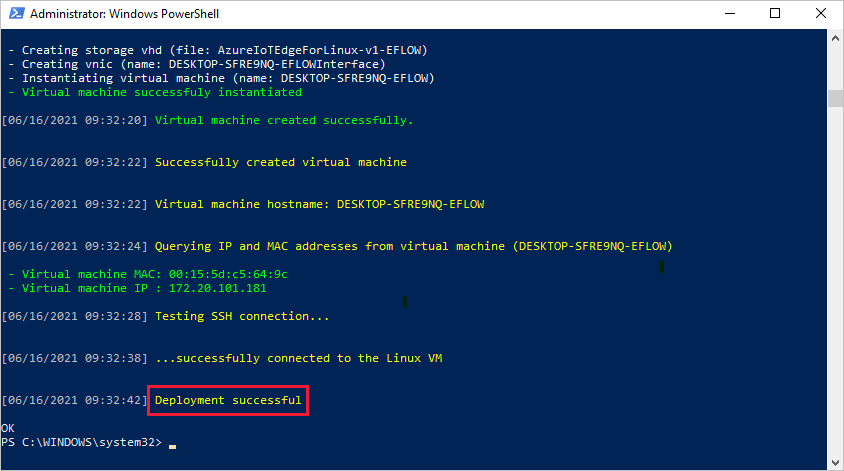 Administrator: Windows PowerShell
- Creating storage vhd (file: AzureIoTEdgeForLinux-v1-EFLOW)
- Creating vnic (name: DESKTOP-SFRE9NQ-EFLOWInterface)
- Instantiating virtual machine (name: DESKTOP-SFRE9NQ-EFLOW)
- Virtual machine successfuly instantiated
[06/16/2021 09:32:20] Virtual machine created successfully.
[06/16/2021 09:32:22] Successfully created virtual machine
[06/16/2021 09:32:22] Virtual machine hostname: DESKTOP-SFRE9NQ-EFLOW
[06/16/2021 09:32:24] Querying IP and MAC addresses from virtual machine (DESKTOP-SFRE9NQ-EFLOW)
- Virtual machine MAC: 00:15:5d:c5:64:9c
- Virtual machine IP : 172.20.101.181
[06/16/2021 09:32:28] Testing SSH connection...
[06/16/2021 09:32:38] ...successfully connected to the Linux VM
[06/16/2021 09:32:42] Deployment successful
OK
PS C:\WINDOWS\system32> _